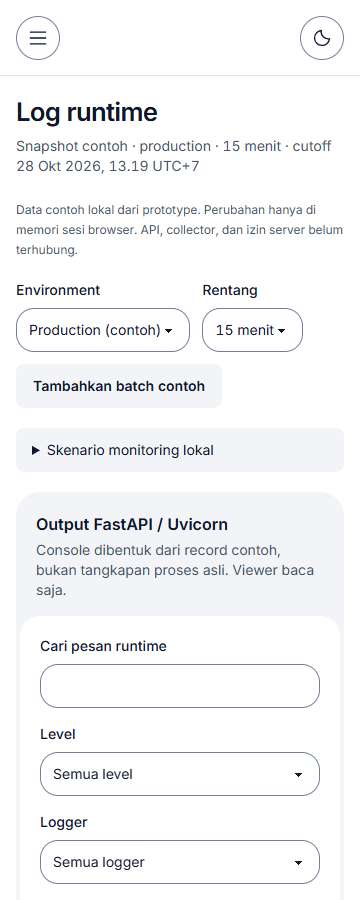 Log runtime
Snapshot contoh · production · 15 menit · cutoff
28 Okt 2026, 13.19 UTC+7
Data contoh lokal dari prototype. Perubahan hanya di
memori sesi browser. API, collector, dan izin server belum
terhubung.
Environment
Rentang
Production (contoh)
15 menit
Tambahkan batch contoh
Skenario monitoring lokal
Output FastAPI / Uvicorn
Console dibentuk dari record contoh,
bukan tangkapan proses asli. Viewer baca
saja.
Cari pesan runtime
Level
Semua level
Logger
Semua logger